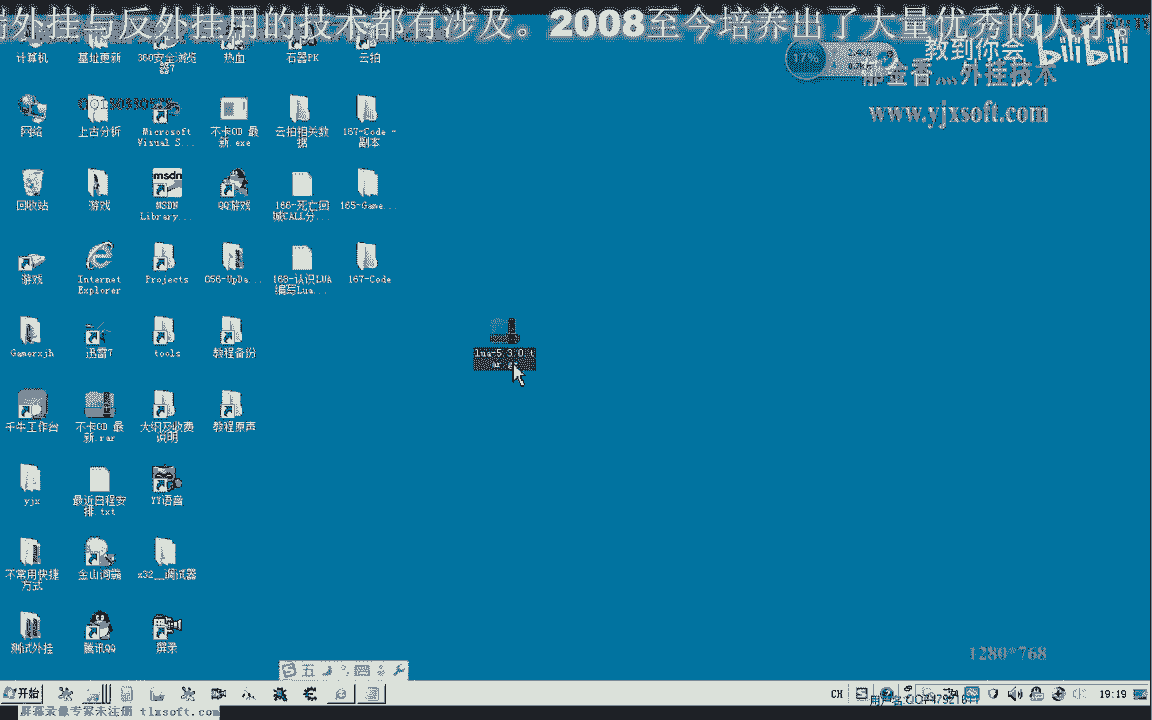 外挂与反外挂用的技术都有涉及。2008至今培养出了大量优秀的人才。
教到你会
bilibili
17%
郁金香灬外挂技术
www.yjxsoft.com
计算机
基址更新
360安全浏览
器7
热血
石器PK
云拍
网络
上古分析
Microsoft
Visual S...
不卡OD 最
新.exe
云拍相关数
据
167-Code -
副本
回收站
游戏
MSDN
Library ...
QQ游戏
166-死亡回
城CALL分...
165-Game...
游戏
Internet
Explorer
Projects
056-UpDa...
168-认识LUA
编写Lua...
167-Code
Gamerxjh
迅雷7
tools
教程备份
lua-5.3.0.t
千牛工作台
不卡OD 最
新.rar
大纲及收费
说明
教程原声
yjx
最近日程安
排.txt
YY语音
不常用快捷
方式
金山词霸
x32__调试器
测试外挂
腾讯QQ
屏录
1280*768
五
开始
CH
19:19
屏幕录像专家未注册 tlxsoft.com